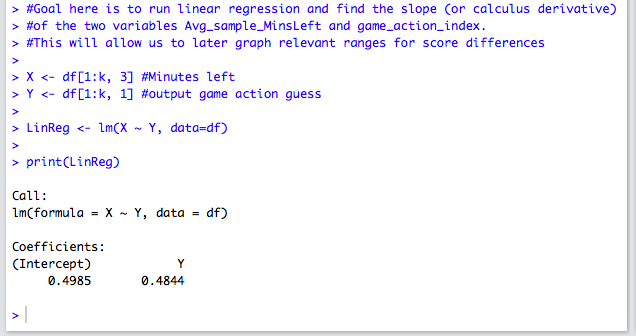 > #Goal here is to run linear regression and find the slope (or calculus derivative)
> #of the two variables Avg_sample_MinsLeft and game_action_index.
> #This will allow us to later graph relevant ranges for score differences
>
> X <- df[1:k, 3] #Minutes left
> Y <- df[1:k, 1] #output game action guess
>
> LinReg <- lm(X ~ Y, data=df)
>
> print(LinReg)
Call:
lm(formula = X ~ Y, data = df)
Coefficients:
(Intercept) Y
0.4985 0.4844
>